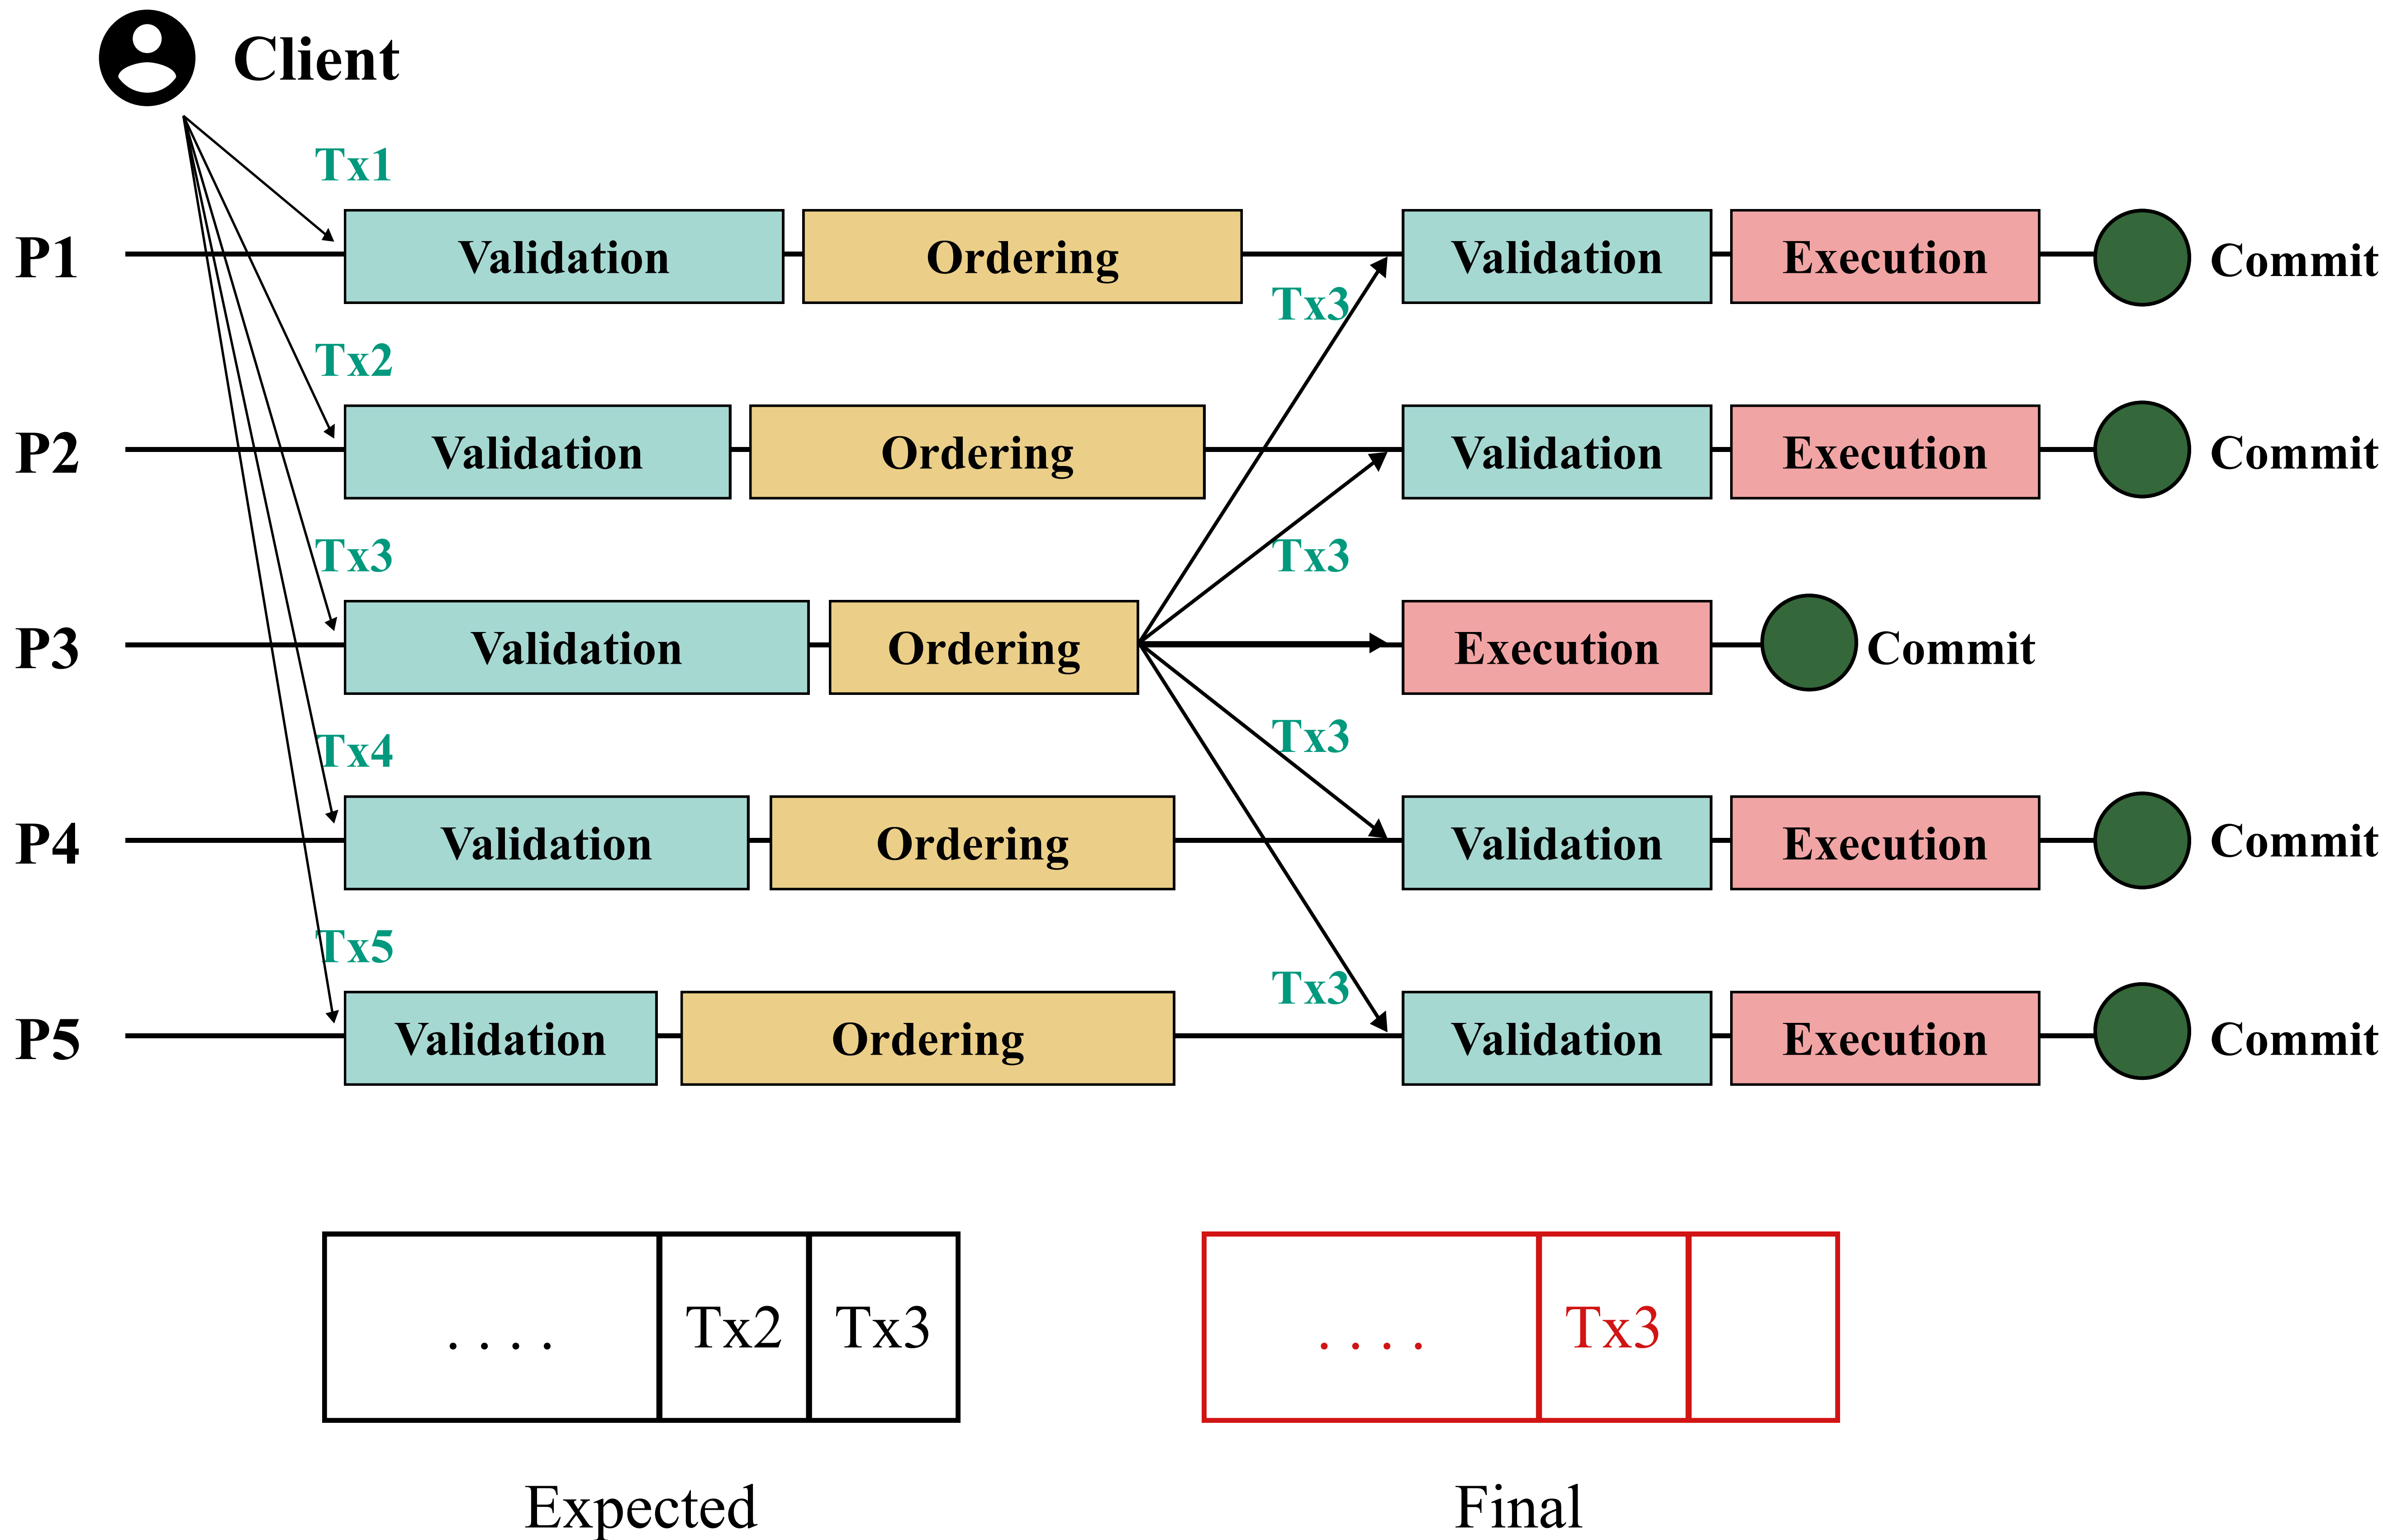 Client
Tx1
P1 Validation Ordering Validation Execution Commit
Tx3
Tx2
P2 Validation Ordering Validation Execution Commit
Tx3 Tx3
P3 Validation Ordering Execution Commit
Tx4 Tx3
P4 Validation Ordering Validation Execution Commit
Tx5 Tx3
P5 Validation Ordering Validation Execution Commit
. . . . Tx2 Tx3 . . . . Tx3
Expected Final